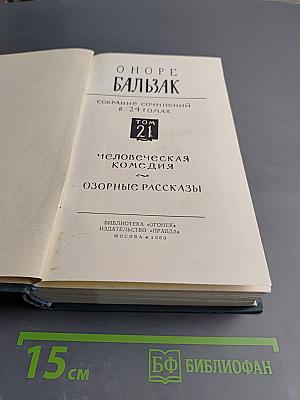 ОНОРЕ
БАЛЬЗАК
СОБРАНИЕ СОЧИНЕНИЙ
В 24 ТОМАХ
ТОМ
21
ЧЕЛОВЕЧЕСКАЯ
КОМЕДИЯ
ОЗОРНЫЕ РАССКАЗЫ
БИБЛИОТЕКА «ОГОНЕК»
ИЗДАТЕЛЬСТВО «ПРАВДА»
МОСКВА • 1960
15 см
БФ БИБЛИОФАН